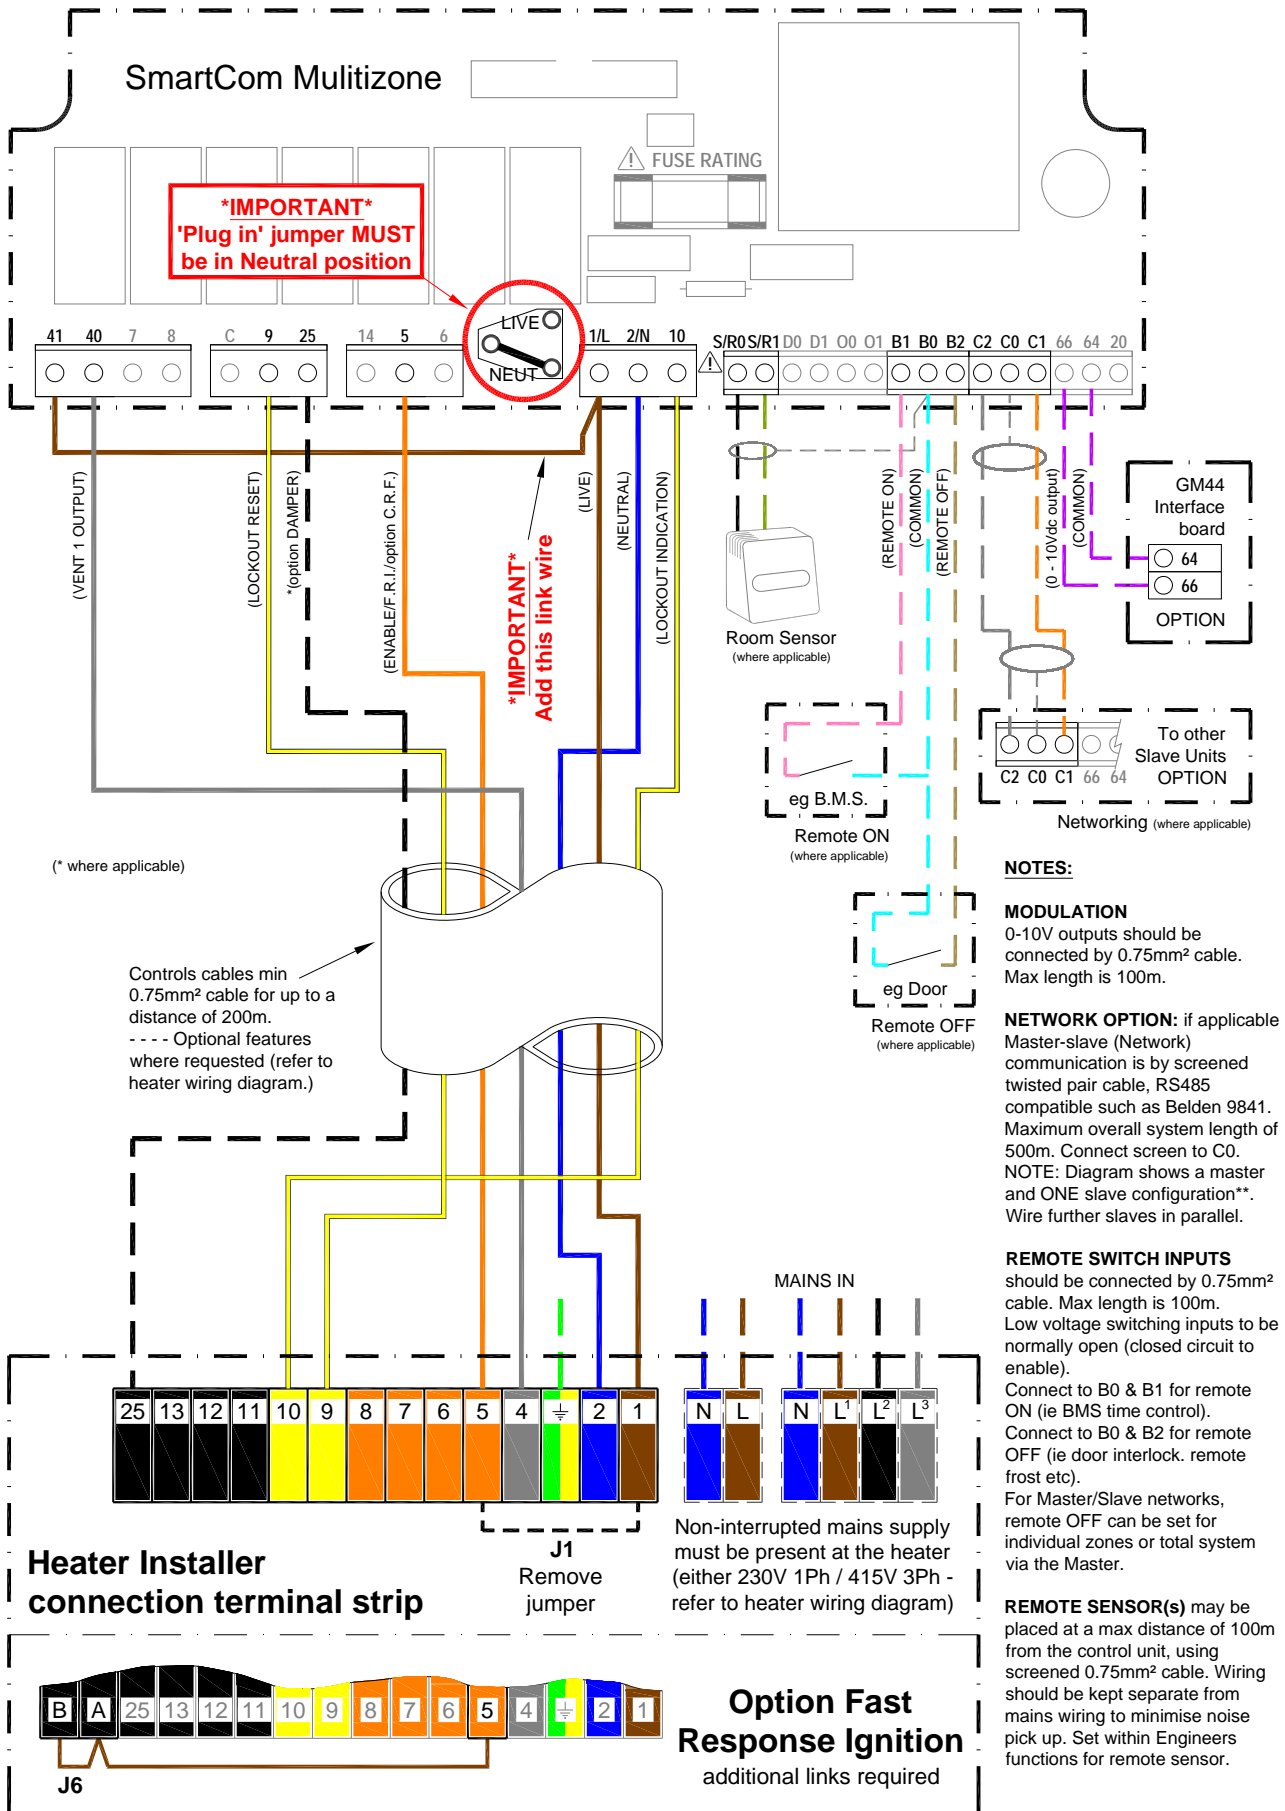 SmartCom Mulitizone
FUSE RATING
*IMPORTANT*
'Plug in' jumper MUST
be in Neutral position
LIVE
NEUT
41 40 7 8
C 9 25
14 5 6
1/L 2/N 10
S/R0 S/R1 D0 D1 O0 O1 B1 B0 B2 C2 C0 C1 66 64 20
(VENT 1 OUTPUT)
(LOCKOUT RESET)
*(option DAMPER)
(ENABLE/F.R.I./option C.R.F.)
*IMPORTANT*
Add this link wire
(LIVE)
(NEUTRAL)
(LOCKOUT INDICATION)
(REMOTE ON)
(COMMON)
(REMOTE OFF)
(0 - 10Vdc output)
(COMMON)
GM44
Interface
board
64
66
OPTION
Room Sensor
(where applicable)
eg B.M.S.
Remote ON
(where applicable)
To other
Slave Units
OPTION
C2 C0 C1 66 64
Networking (where applicable)
eg Door
Remote OFF
(where applicable)
(* where applicable)
Controls cables min
0.75mm² cable for up to a
distance of 200m.
- - - - Optional features
where requested (refer to
heater wiring diagram.)
NOTES:
MODULATION
0-10V outputs should be
connected by 0.75mm² cable.
Max length is 100m.
NETWORK OPTION: if applicable
Master-slave (Network)
communication is by screened
twisted pair cable, RS485
compatible such as Belden 9841.
Maximum overall system length of
500m. Connect screen to C0.
NOTE: Diagram shows a master
and ONE slave configuration**.
Wire further slaves in parallel.
REMOTE SWITCH INPUTS
should be connected by 0.75mm²
cable. Max length is 100m.
Low voltage switching inputs to be
normally open (closed circuit to
enable).
Connect to B0 & B1 for remote
ON (ie BMS time control).
Connect to B0 & B2 for remote
OFF (ie door interlock. remote
frost etc).
For Master/Slave networks,
remote OFF can be set for
individual zones or total system
via the Master.
REMOTE SENSOR(s) may be
placed at a max distance of 100m
from the control unit, using
screened 0.75mm² cable. Wiring
should be kept separate from
mains wiring to minimise noise
pick up. Set within Engineers
functions for remote sensor.
MAINS IN
25 13 12 11 10 9 8 7 6 5 4 2 1
N L
N L¹ L² L³
J1
Remove
jumper
Non-interrupted mains supply
must be present at the heater
(either 230V 1Ph / 415V 3Ph -
refer to heater wiring diagram)
Heater Installer
connection terminal strip
B A 25 13 12 11 10 9 8 7 6 5 4 2 1
J6
Option Fast
Response Ignition
additional links required